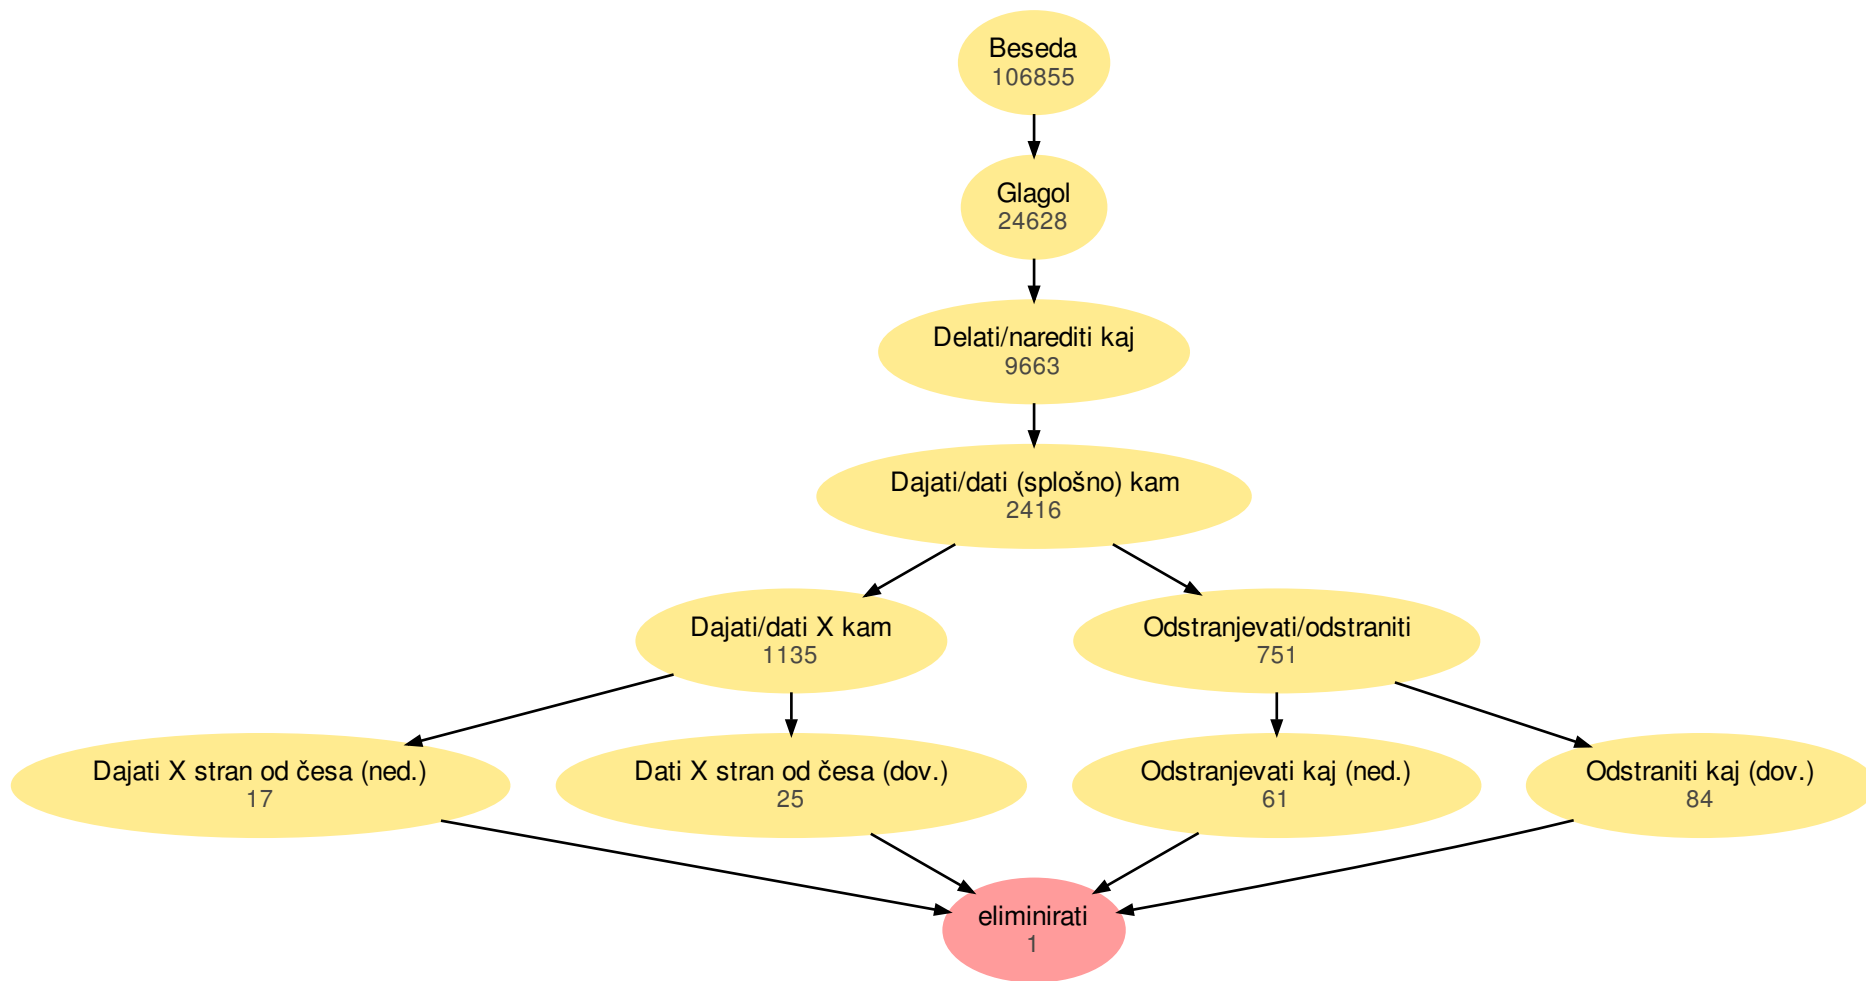 Beseda
106855
Glagol
24628
Delati/narediti kaj
9663
Dajati/dati (splošno) kam
2416
Dajati/dati X kam
1135
Odstranjevati/odstraniti
751
Dajati X stran od česa (ned.)
17
Dati X stran od česa (dov.)
25
Odstranjevati kaj (ned.)
61
Odstraniti kaj (dov.)
84
eliminirati
1